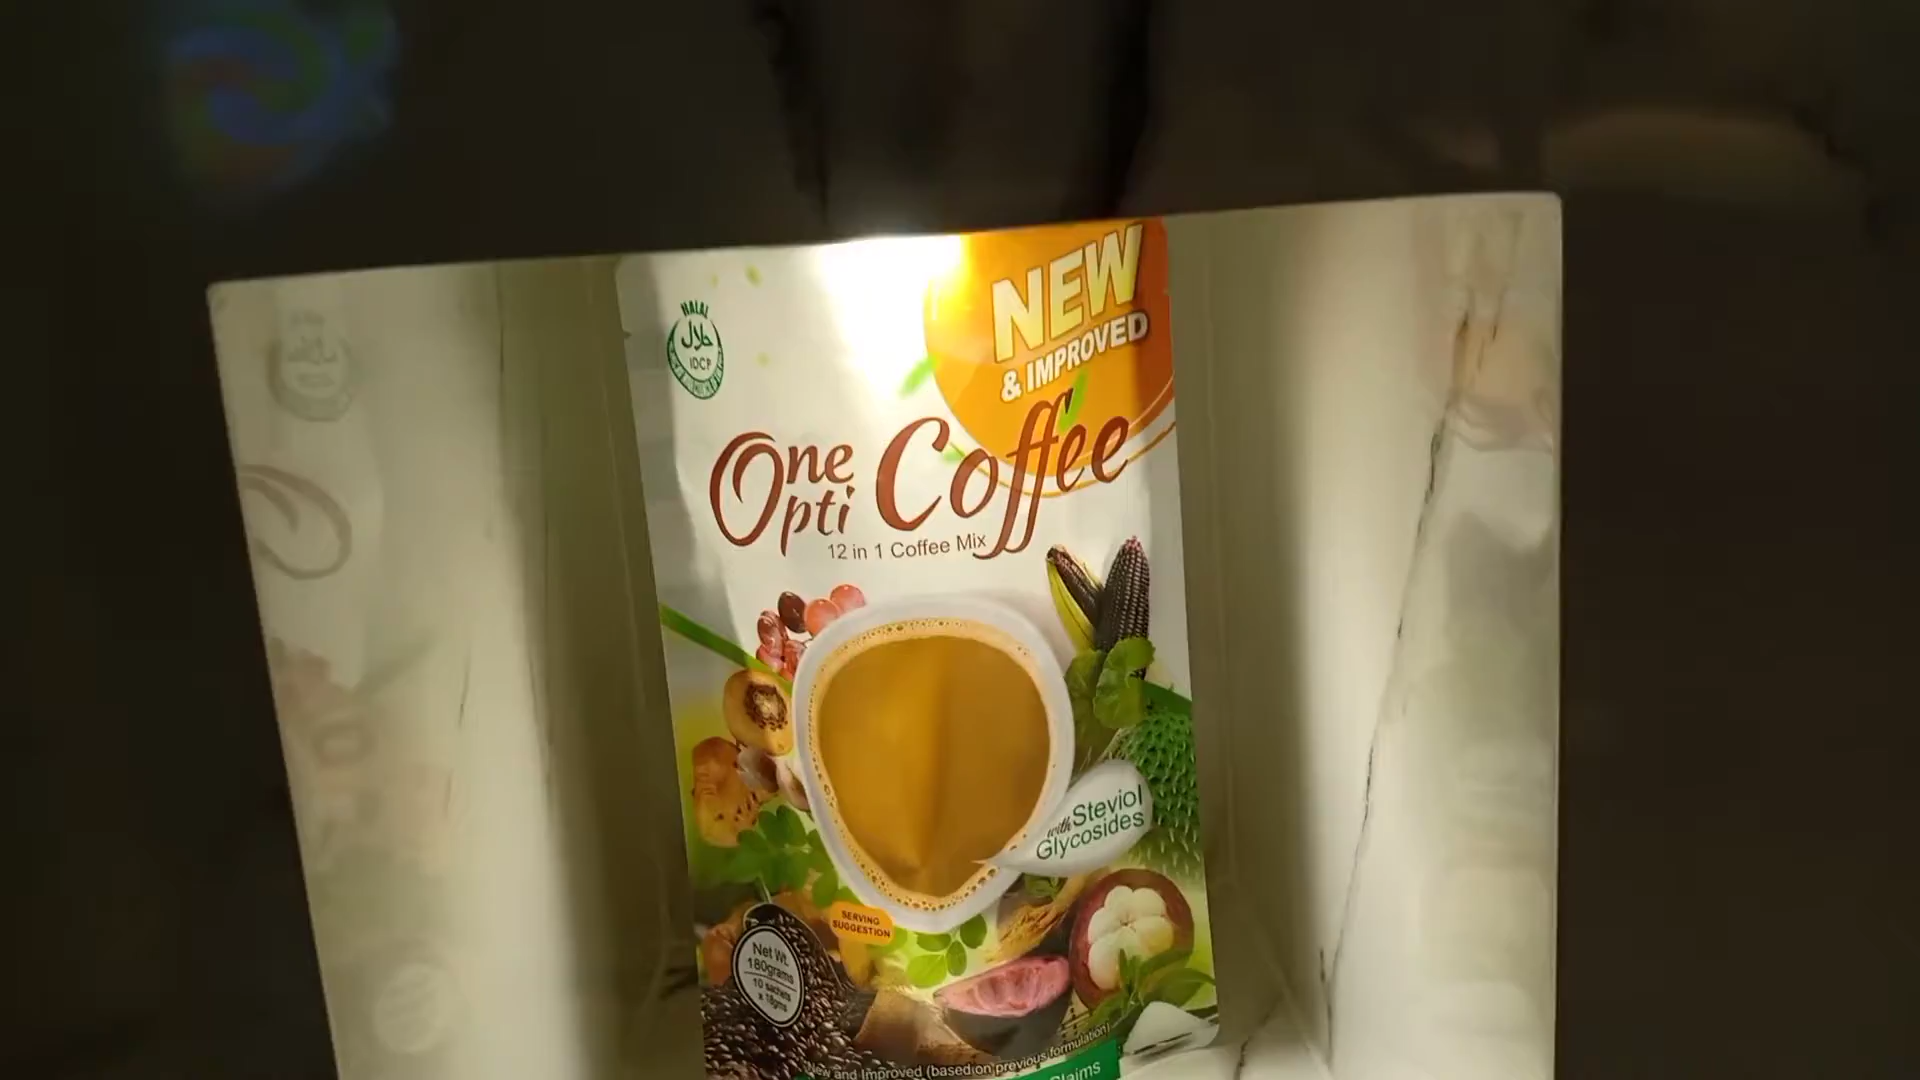 HALAL
حلال
IDCP
NEW
& IMPROVED
One
Opti
Coffee
12 in 1 Coffee Mix
with Steviol
Glycosides
SERVING
SUGGESTION
Net Wt.
180grams
10 sachets
x 18gms
*New and Improved (based on previous formulation)
Claims